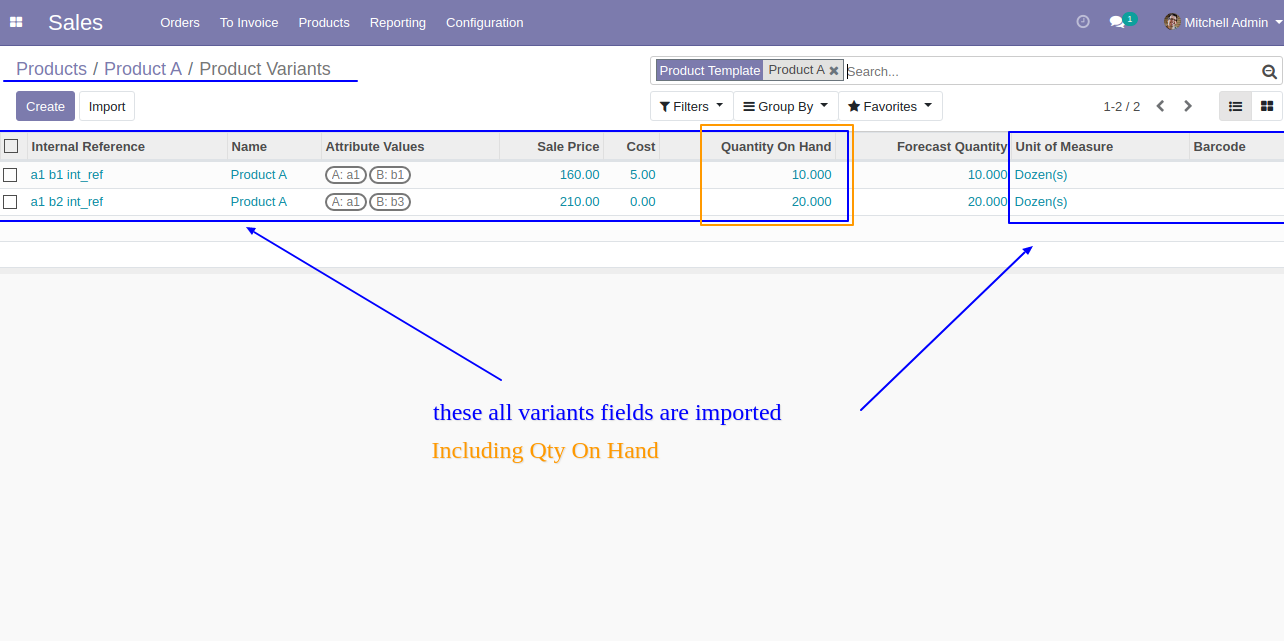 Sales Orders To Invoice Products Reporting Configuration 1 Mitchell Admin
Products / Product A / Product Variants
Product Template Product A Search...
Create Import Filters Group By Favorites 1-2 / 2
Internal Reference Name Attribute Values Sale Price Cost Quantity On Hand Forecast Quantity Unit of Measure Barcode
a1 b1 int_ref Product A A: a1 B: b1 160.00 5.00 10.000 10.000 Dozen(s)
a1 b2 int_ref Product A A: a1 B: b3 210.00 0.00 20.000 20.000 Dozen(s)
these all variants fields are imported
Including Qty On Hand